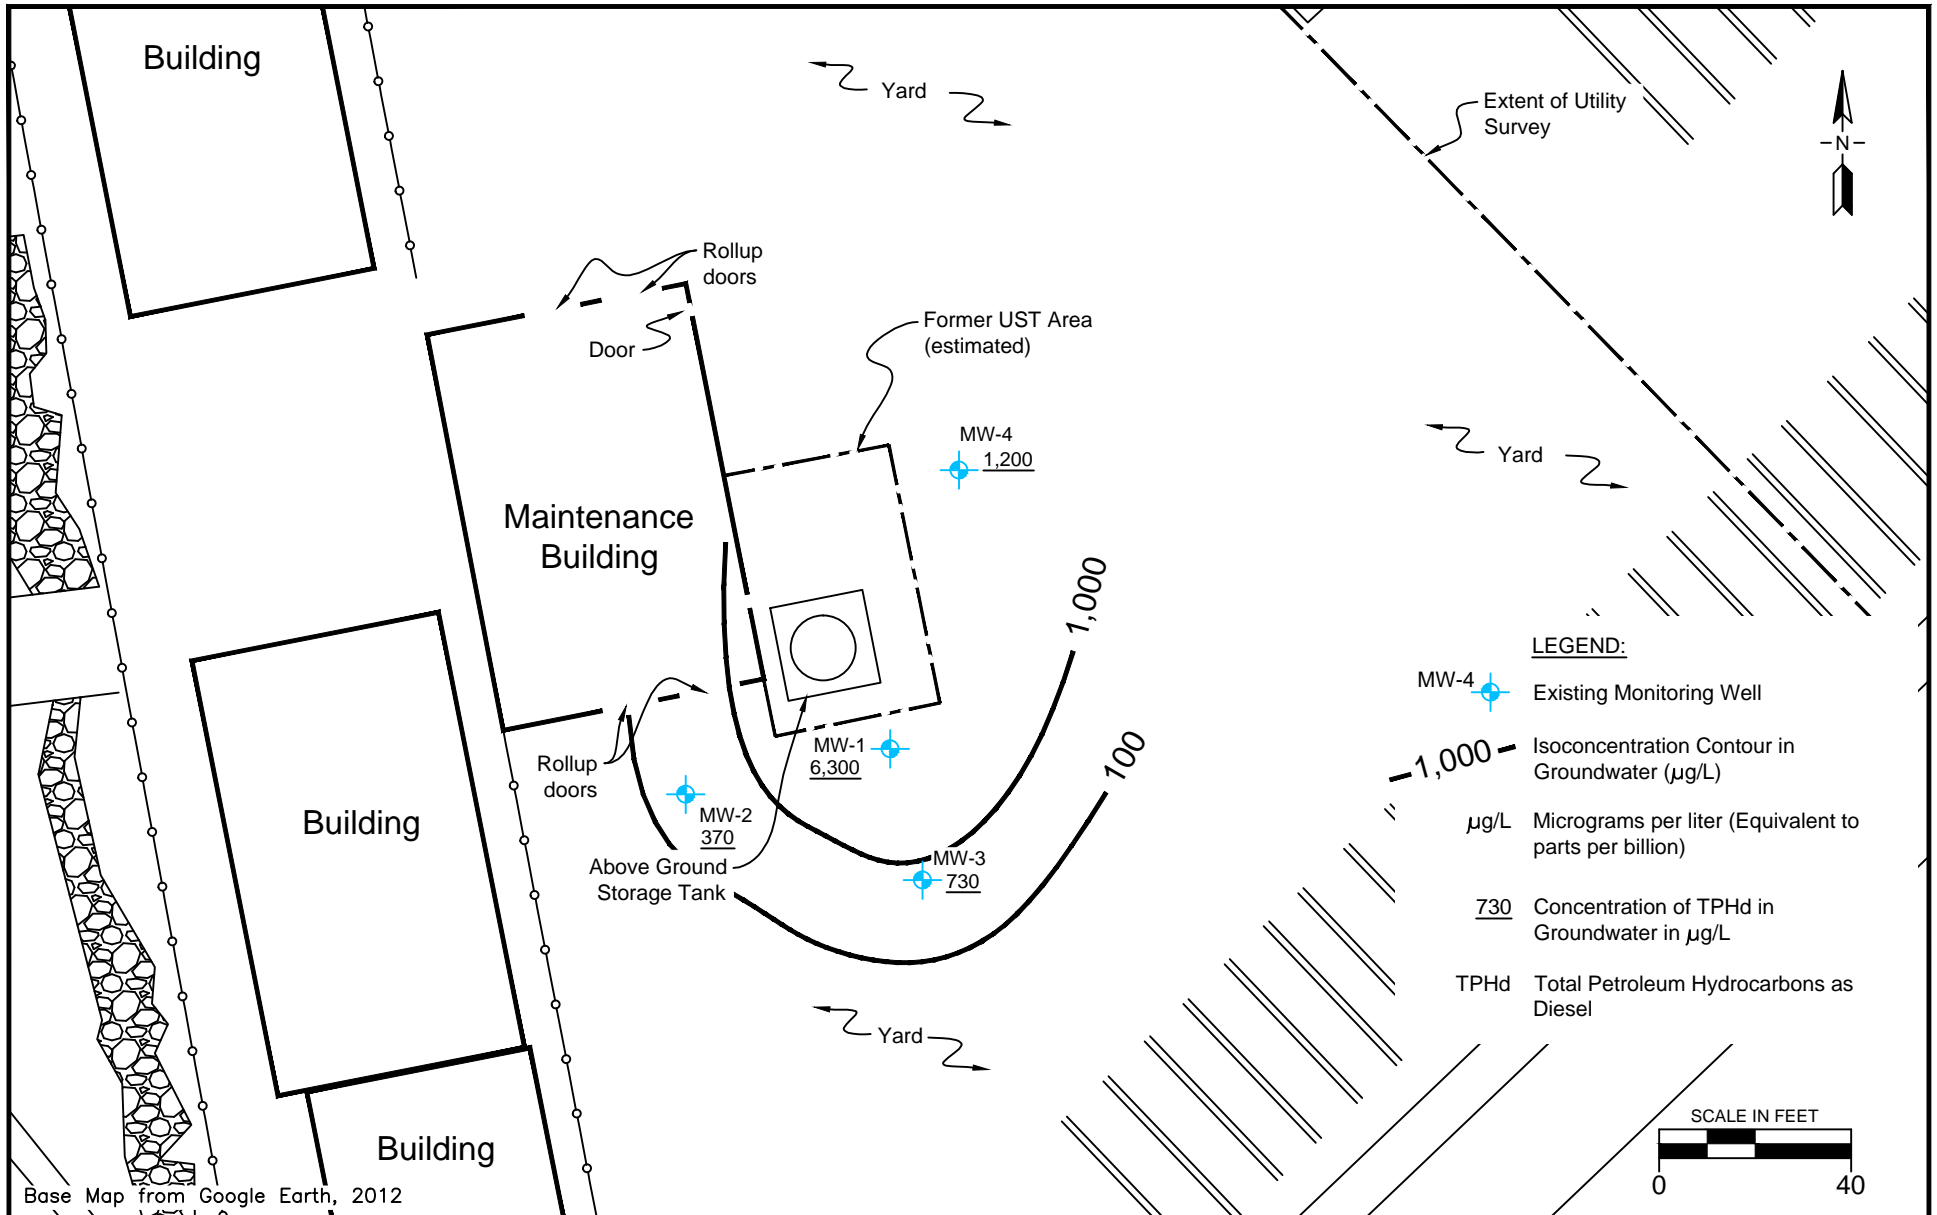 Building
Yard
Extent of Utility
Survey
N
Rollup
doors
Door
Former UST Area
(estimated)
MW-4
1,200
Yard
Maintenance
Building
1,000
100
MW-1
6,300
Rollup
doors
MW-2
370
Building
Above Ground
Storage Tank
MW-3
730
Yard
Building
LEGEND:
MW-4 Existing Monitoring Well
1,000 Isoconcentration Contour in
Groundwater (µg/L)
µg/L Micrograms per liter (Equivalent to
parts per billion)
730 Concentration of TPHd in
Groundwater in µg/L
TPHd Total Petroleum Hydrocarbons as
Diesel
SCALE IN FEET
0 40
Base Map from Google Earth, 2012